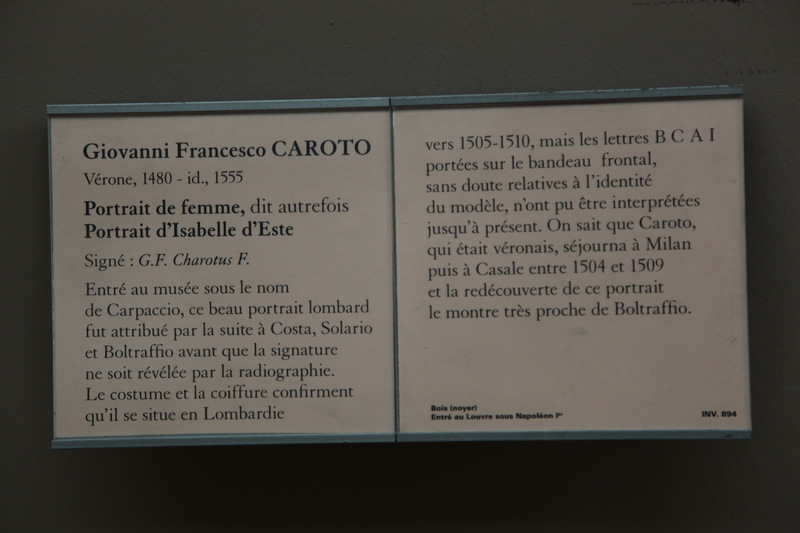 Giovanni Francesco CAROTO
Vérone, 1480 - id., 1555
Portrait de femme, dit autrefois
Portrait d'Isabelle d'Este
Signé : G.F. Charotus F.
Entré au musée sous le nom
de Carpaccio, ce beau portrait lombard
fut attribué par la suite à Costa, Solario
et Boltraffio avant que la signature
ne soit révélée par la radiographie.
Le costume et la coiffure confirment
qu'il se situe en Lombardie
vers 1505-1510, mais les lettres B C A I
portées sur le bandeau frontal,
sans doute relatives à l'identité
du modèle, n'ont pu être interprétées
jusqu'à présent. On sait que Caroto,
qui était véronais, séjourna à Milan
puis à Casale entre 1504 et 1509
et la redécouverte de ce portrait
le montre très proche de Boltraffio.
Bois (noyer)
Entré au Louvre sous Napoléon Ier
INV. 894